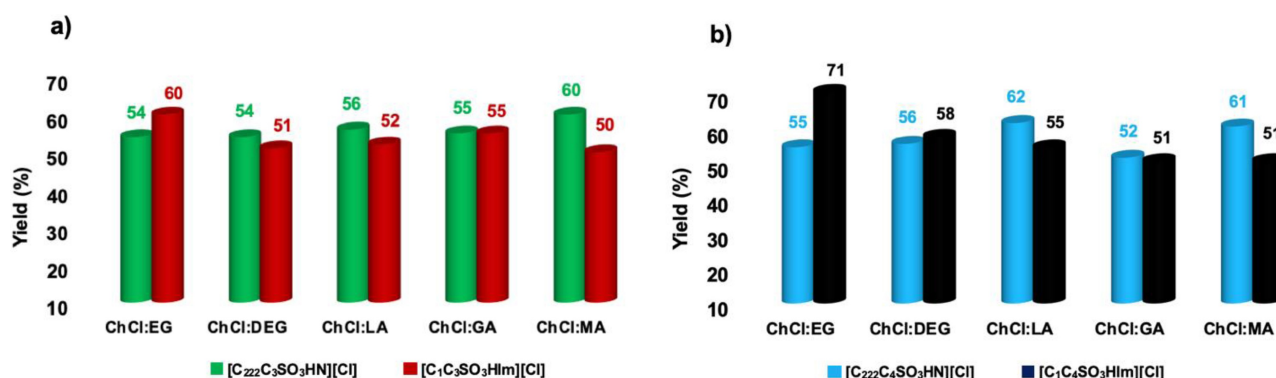 a)
Yield (%)
70
60
50
40
30
20
10
54
60
54
51
56
52
55
55
60
50
ChCl:EG
ChCl:DEG
ChCl:LA
ChCl:GA
ChCl:MA
[C₂₂₂C₃SO₃HN][Cl]
[C₁C₃SO₃HIm][Cl]
b)
Yield (%)
70
60
50
40
30
20
10
55
71
56
58
62
55
52
51
61
51
ChCl:EG
ChCl:DEG
ChCl:LA
ChCl:GA
ChCl:MA
[C₂₂₂C₄SO₃HN][Cl]
[C₁C₄SO₃HIm][Cl]